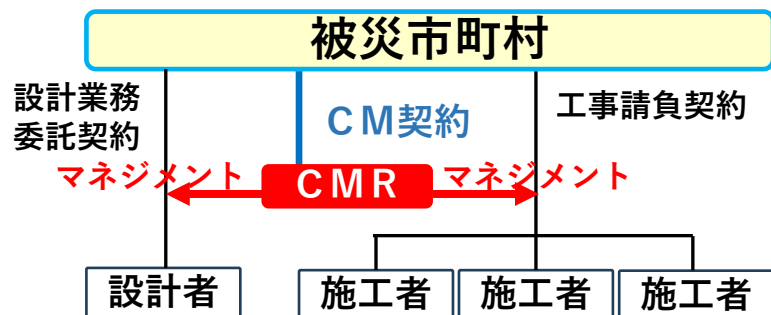 被災市町村
設計業務
委託契約
CM契約
工事請負契約
マネジメント
CMR
マネジメント
設計者
施工者
施工者
施工者